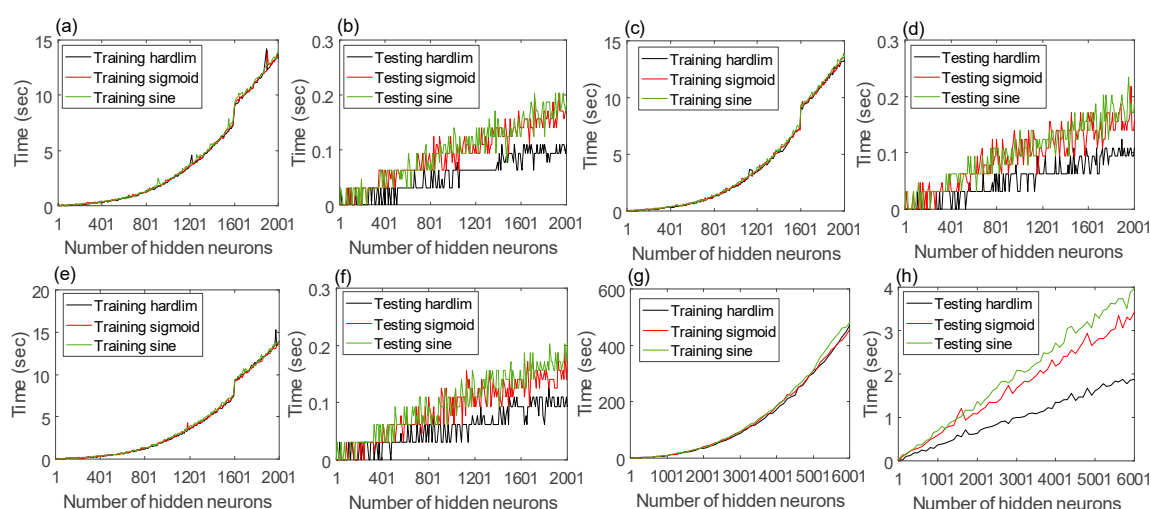 (a)
15
10
5
0
Time (sec)
Training hardlim
Training sigmoid
Training sine
1 401 801 1201 1601 2001
Number of hidden neurons
(b)
0.3
0.2
0.1
0
Time (sec)
Testing hardlim
Testing sigmoid
Testing sine
1 401 801 1201 1601 2001
Number of hidden neurons
(c)
15
10
5
0
Time (sec)
Training hardlim
Training sigmoid
Training sine
1 401 801 1201 1601 2001
Number of hidden neurons
(d)
0.3
0.2
0.1
0
Time (sec)
Testing hardlim
Testing sigmoid
Testing sine
1 401 801 1201 1601 2001
Number of hidden neurons
(e)
20
15
10
5
0
Time (sec)
Training hardlim
Training sigmoid
Training sine
1 401 801 1201 1601 2001
Number of hidden neurons
(f)
0.3
0.2
0.1
0
Time (sec)
Testing hardlim
Testing sigmoid
Testing sine
1 401 801 1201 1601 2001
Number of hidden neurons
(g)
600
400
200
0
Time (sec)
Training hardlim
Training sigmoid
Training sine
1 1001 2001 3001 4001 5001 6001
Number of hidden neurons
(h)
4
3
2
1
0
Time (sec)
Testing hardlim
Testing sigmoid
Testing sine
1 1001 2001 3001 4001 5001 6001
Number of hidden neurons